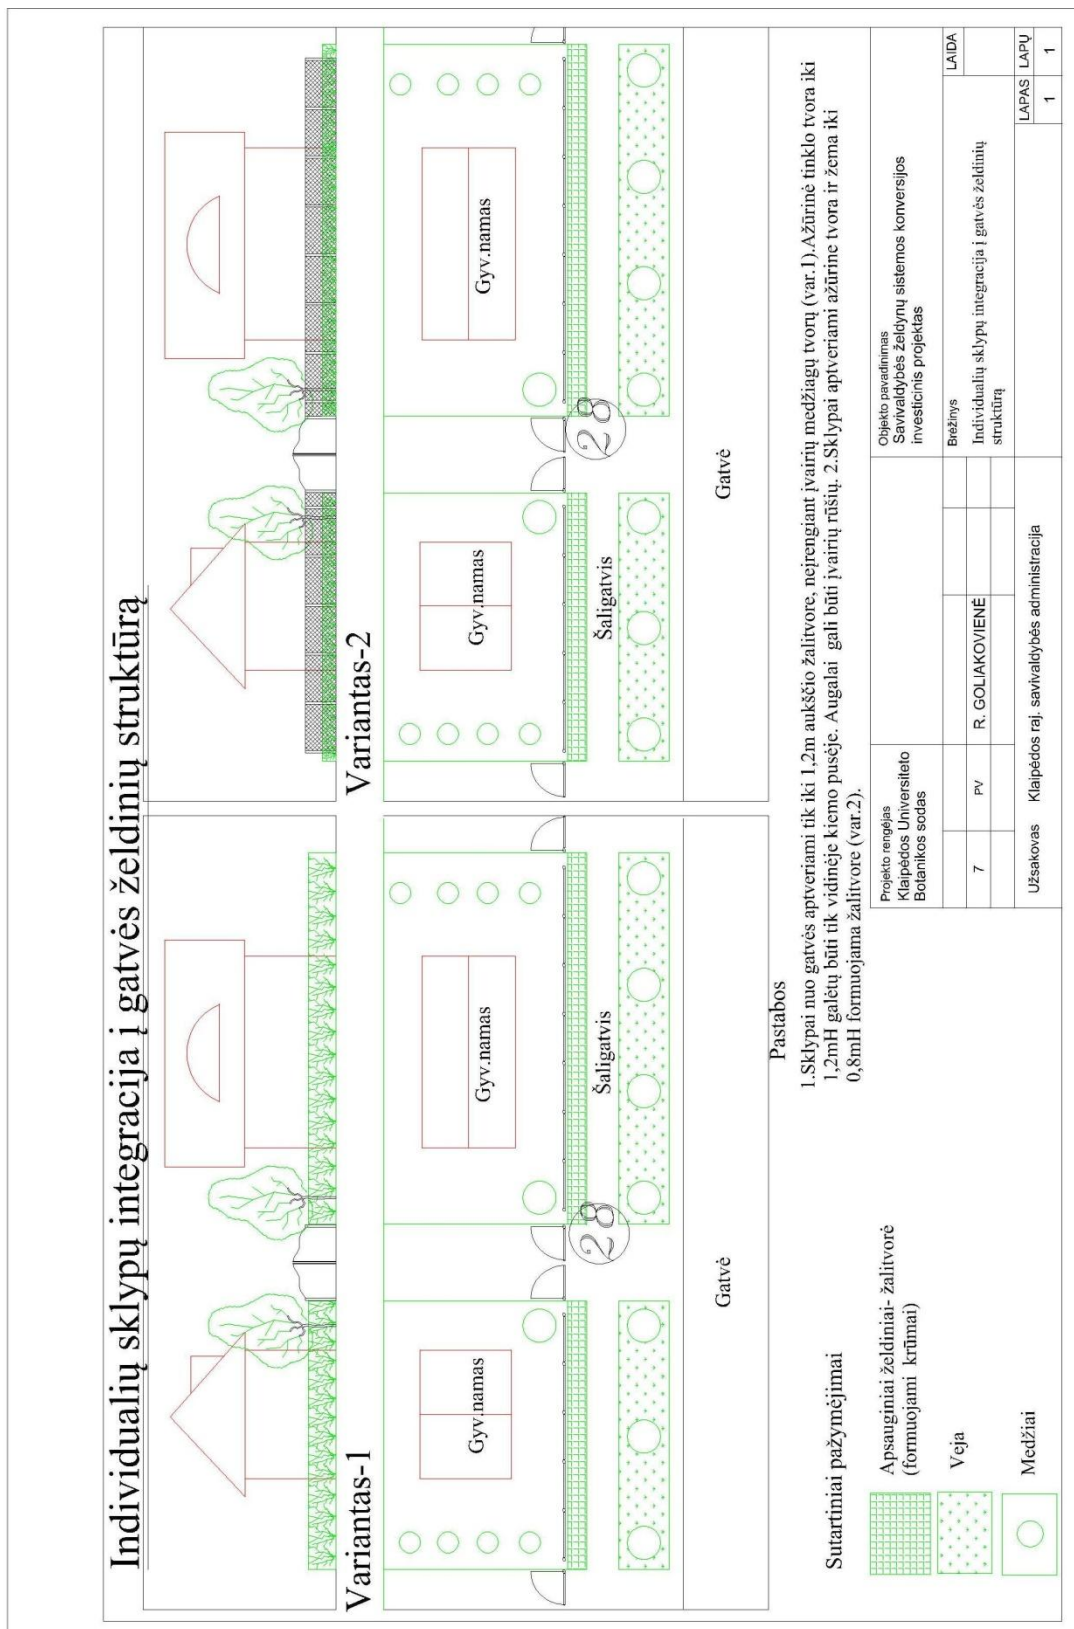 Individualių sklypų integracija į gatvės želdinių struktūrą
Variantas-1
Gyv.namas
Gyv.namas
28
Šaligatvis
Gatvė
Variantas-2
Gyv.namas
Gyv.namas
28
Šaligatvis
Gatvė
Pastabos
1.Sklypai nuo gatvės aptveriami tik iki 1,2m aukščio žalitvore, neįrengiant įvairių medžiagų tvorų (var.1).Ažūrinė tinklo tvora iki
1,2mH galėtų būti tik vidinėje kiemo pusėje. Augalai gali būti įvairių rūšių. 2.Sklypai aptveriami ažūrine tvora ir žema iki
0,8mH formuojama žalitvore (var.2).
Sutartiniai pažymėjimai
Apsauginiai želdiniai- žalitvorė
(formuojami krūmai)
Veja
Medžiai
Projekto rengėjas
Klaipėdos Universiteto
Botanikos sodas
Objekto pavadinimas
Savivaldybės želdynų sistemos konversijos
investicinis projektas
7 PV R. GOLIAKOVIENĖ
Brėžinys
Individualių sklypų integracija į gatvės želdinių
struktūrą
LAIDA
Užsakovas Klaipėdos raj. savivaldybės administracija
LAPAS LAPŲ
1 1